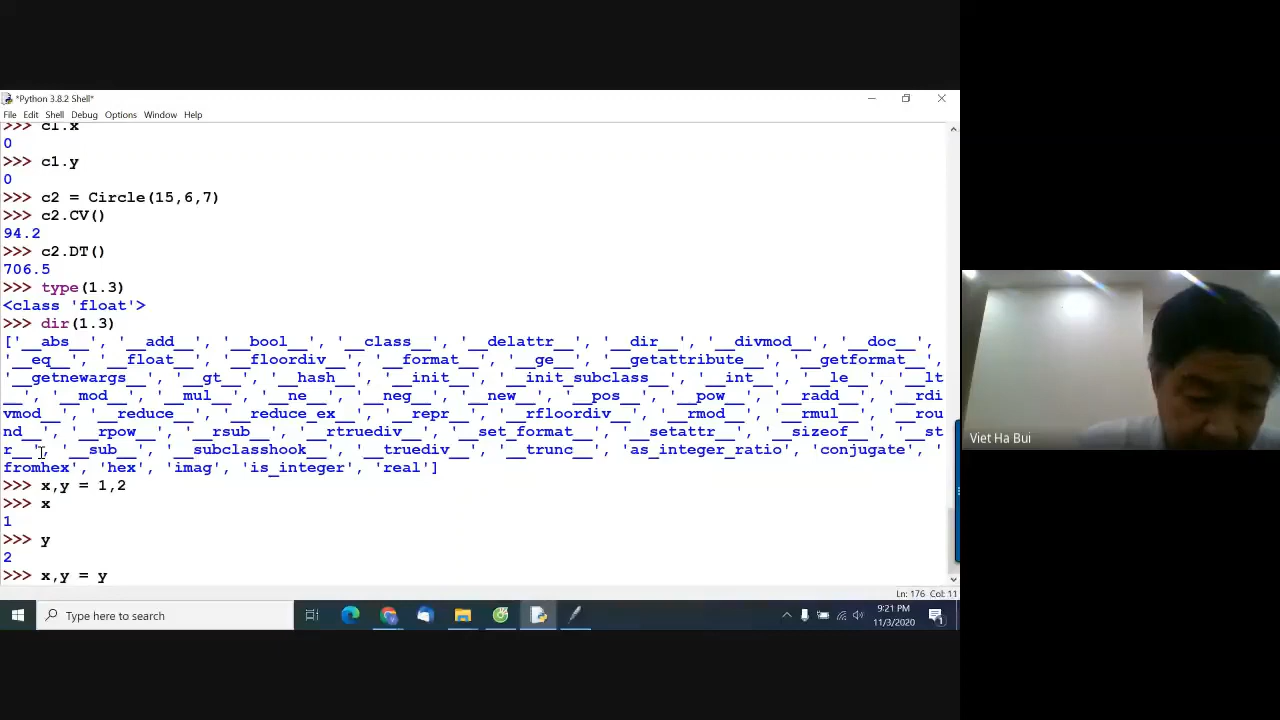 *Python 3.8.2 Shell*
File Edit Shell Debug Options Window Help
>>> c1.x
0
>>> c1.y
0
>>> c2 = Circle(15,6,7)
>>> c2.CV()
94.2
>>> c2.DT()
706.5
>>> type(1.3)
<class 'float'>
>>> dir(1.3)
['__abs__', '__add__', '__bool__', '__class__', '__delattr__', '__dir__', '__divmod__', '__doc__',
'__eq__', '__float__', '__floordiv__', '__format__', '__ge__', '__getattribute__', '__getformat__',
'__getnewargs__', '__gt__', '__hash__', '__init__', '__init_subclass__', '__int__', '__le__', '__lt
__', '__mod__', '__mul__', '__ne__', '__neg__', '__new__', '__pos__', '__pow__', '__radd__', '__rdi
vmod__', '__reduce__', '__reduce_ex__', '__repr__', '__rfloordiv__', '__rmod__', '__rmul__', '__rou
nd__', '__rpow__', '__rsub__', '__rtruediv__', '__set_format__', '__setattr__', '__sizeof__', '__st
r__', '__sub__', '__subclasshook__', '__truediv__', '__trunc__', 'as_integer_ratio', 'conjugate', '
fromhex', 'hex', 'imag', 'is_integer', 'real']
>>> x,y = 1,2
>>> x
1
>>> y
2
>>> x,y = y
Ln: 176 Col: 11
Type here to search
9:21 PM
11/3/2020
1
Viet Ha Bui